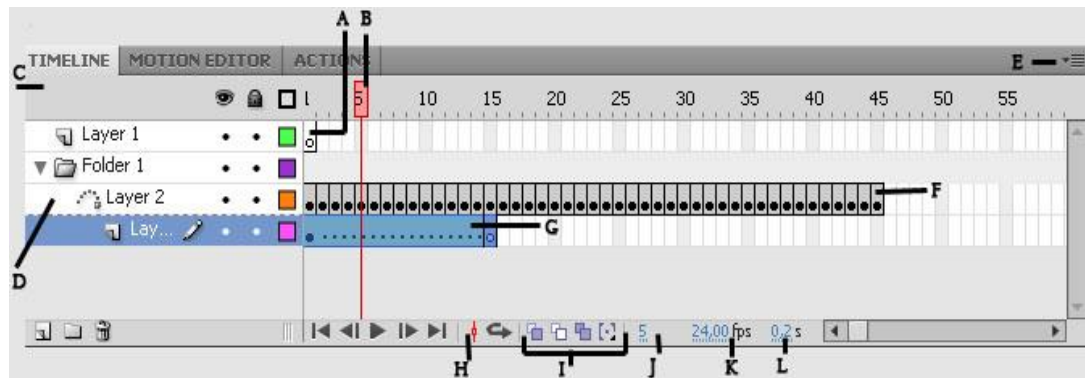 A B
TIMELINE MOTION EDITOR ACTIONS E
C
1 5 10 15 20 25 30 35 40 45 50 55
Layer 1
Folder 1
Layer 2 F
Lay... G
D
5 24,00 fps 0,2 s
H I J K L